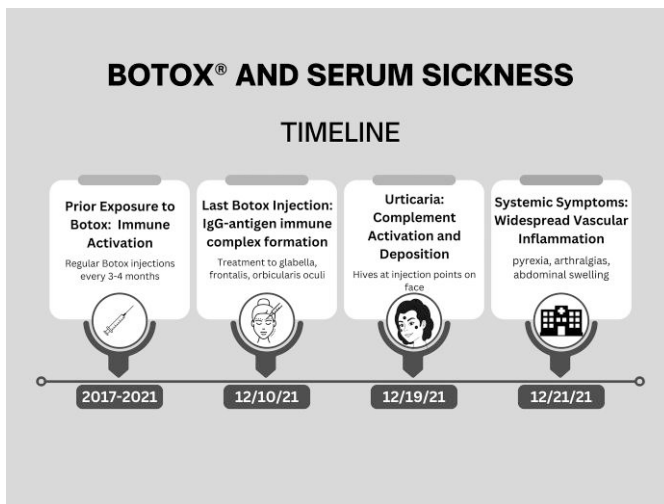 BOTOX® AND SERUM SICKNESS
TIMELINE
Prior Exposure to
Botox: Immune
Activation
Regular Botox injections
every 3-4 months
Last Botox Injection:
IgG-antigen immune
complex formation
Treatment to glabella,
frontalis, orbicularis oculi
Urticaria:
Complement
Activation and
Deposition
Hives at injection points on
face
Systemic Symptoms:
Widespread Vascular
Inflammation
pyrexia, arthralgias,
abdominal swelling
2017-2021
12/10/21
12/19/21
12/21/21